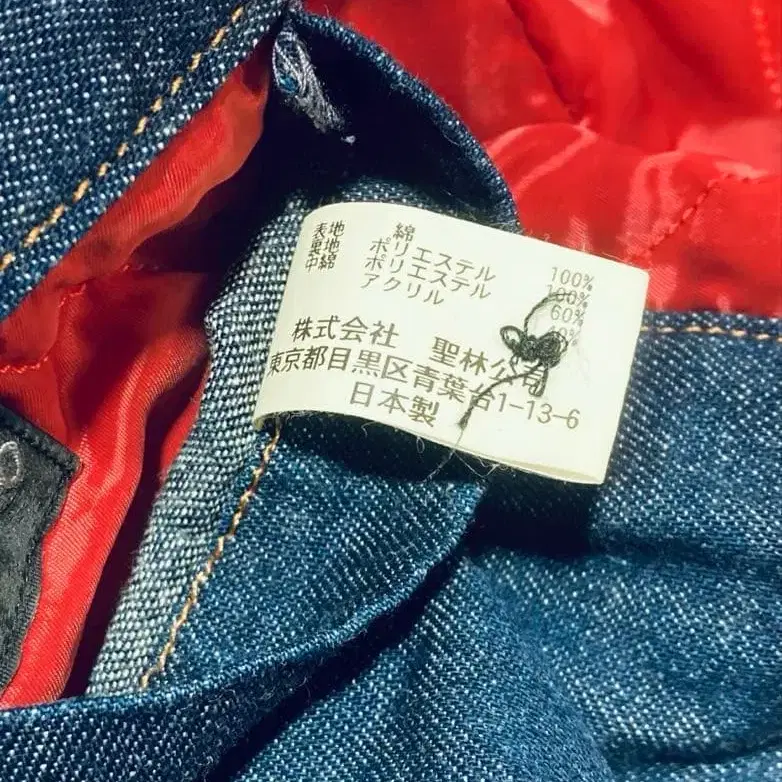 表地 綿 100%
裏地 ポリエステル 100%
中綿 ポリエステル 60%
アクリル 40%
株式会社 聖林公司
東京都目黒区青葉台1-13-6
日本製